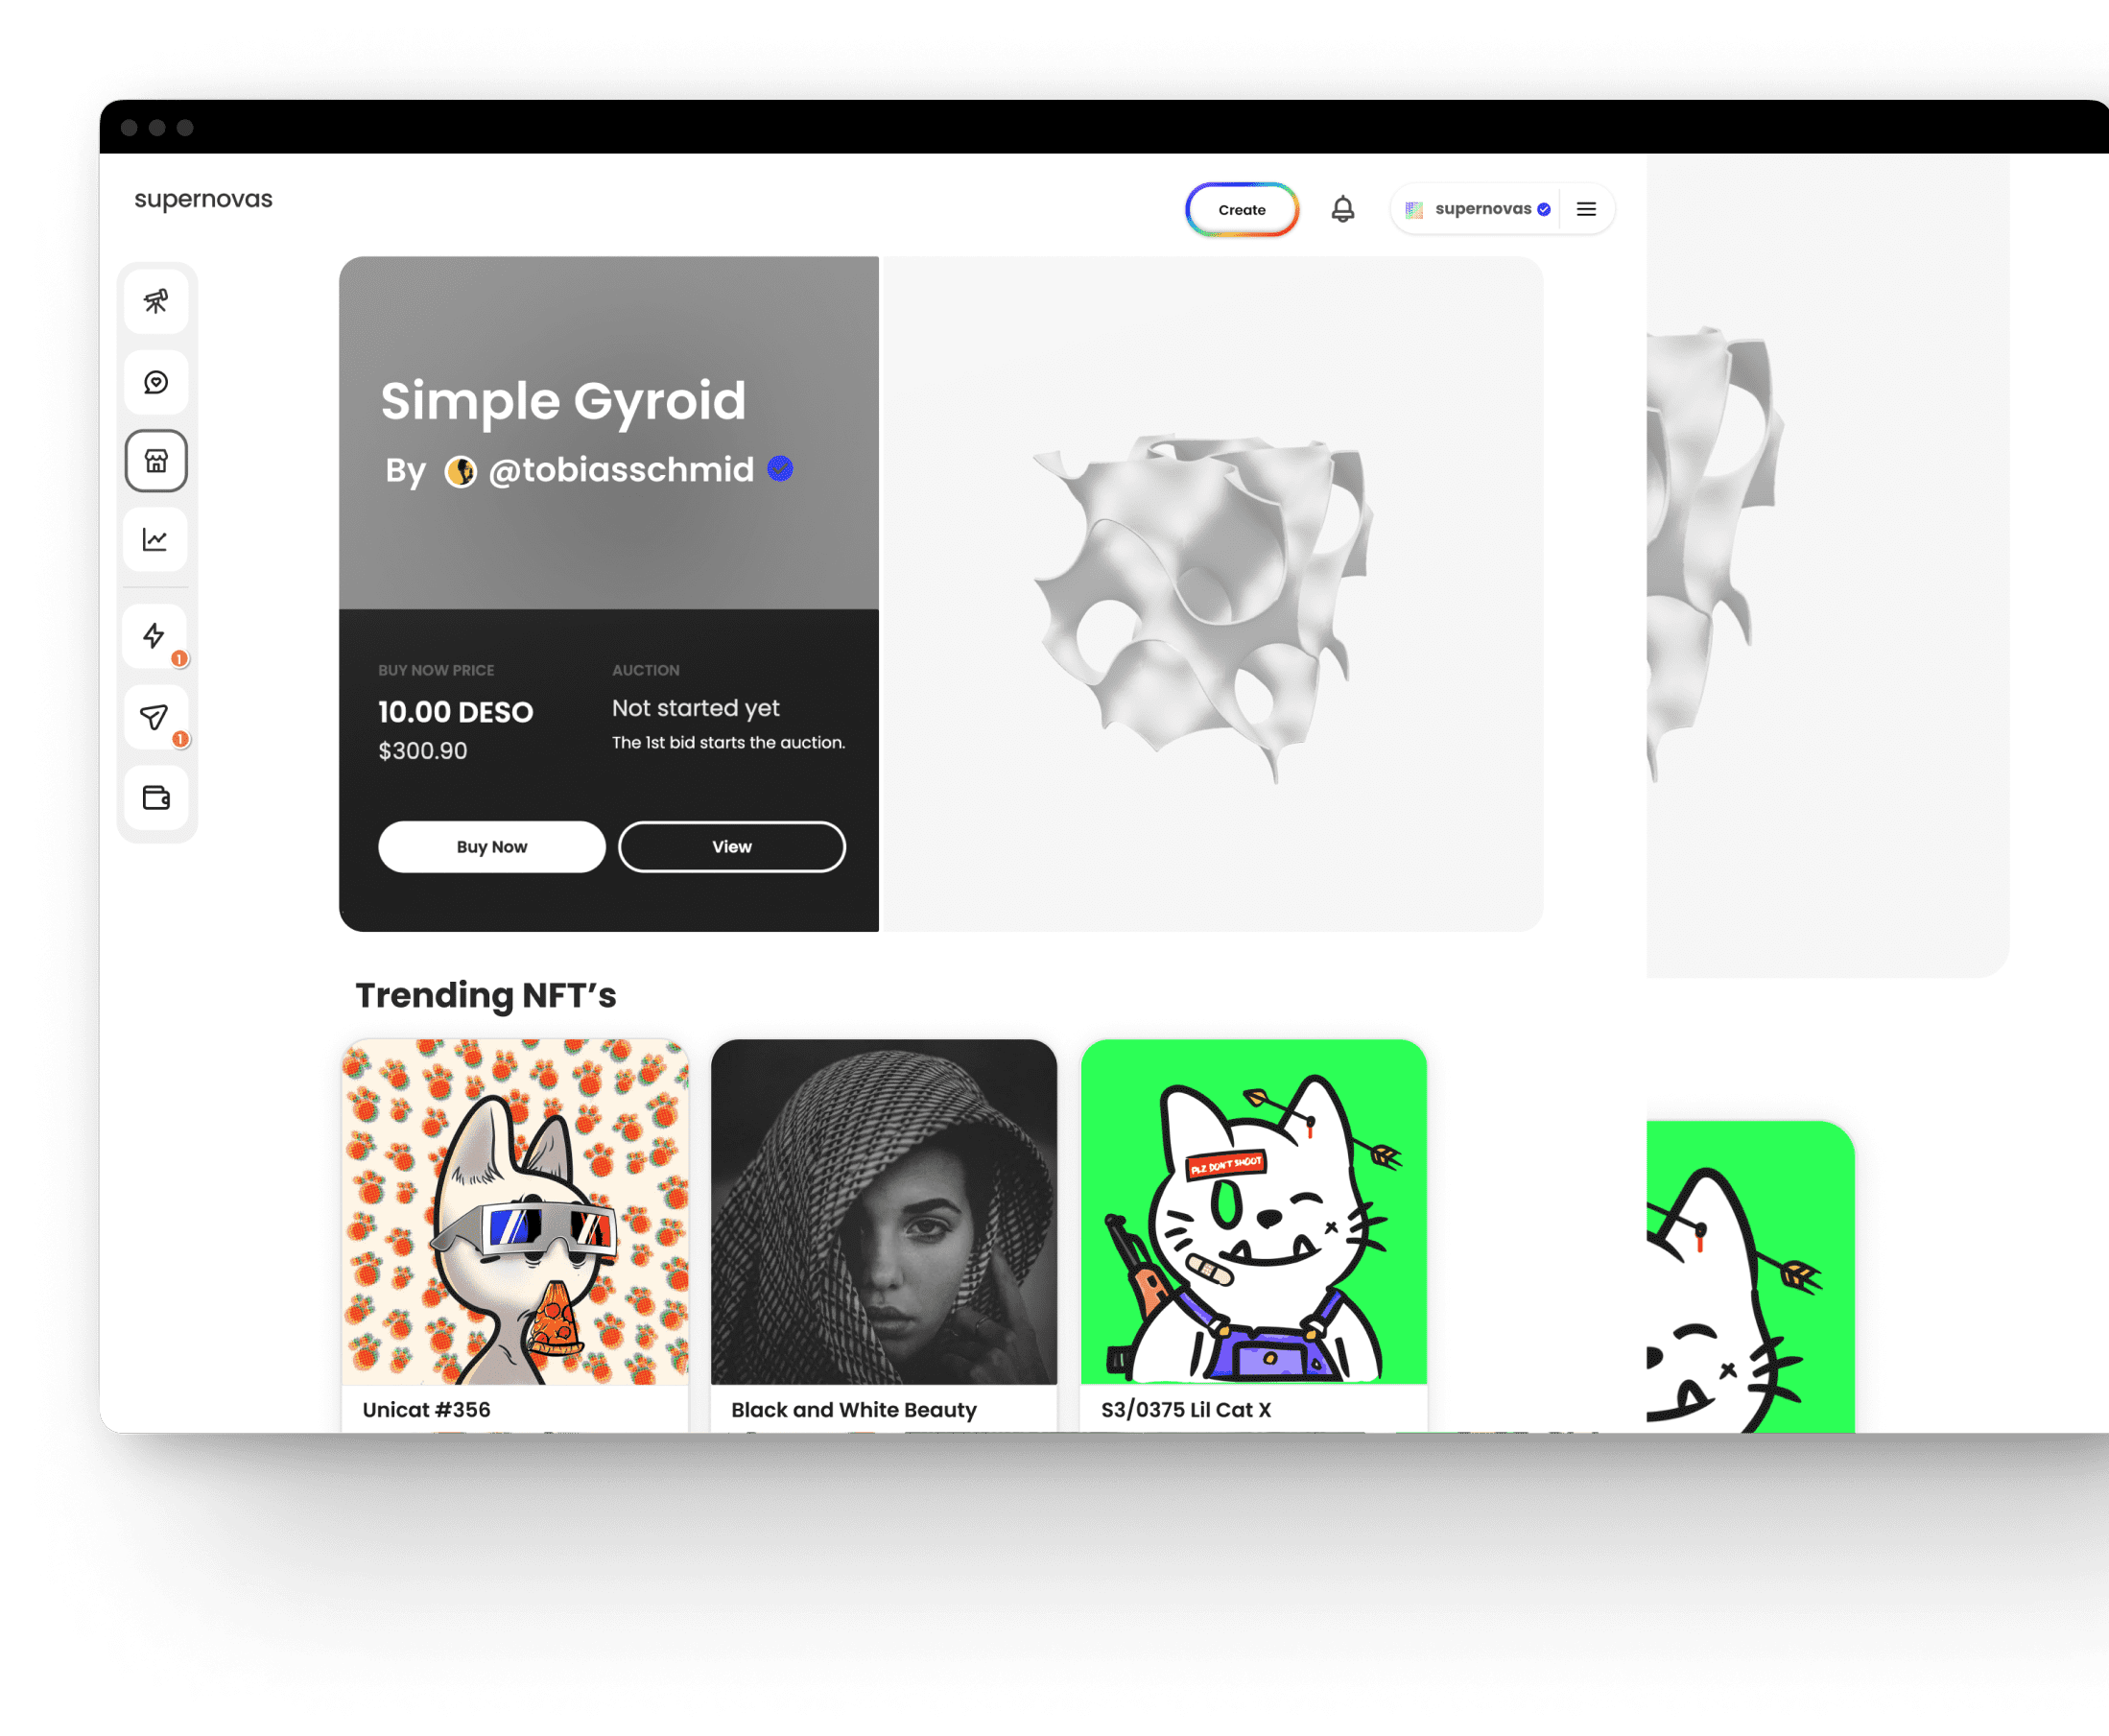 supernovas
Create
supernovas
Simple Gyroid
By @tobiasschmid
BUY NOW PRICE
AUCTION
10.00 DESO
Not started yet
$300.90
The 1st bid starts the auction.
Buy Now
View
1
1
Trending NFT’s
PLZ DON'T SHOOT
Unicat #356
Black and White Beauty
S3/0375 Lil Cat X